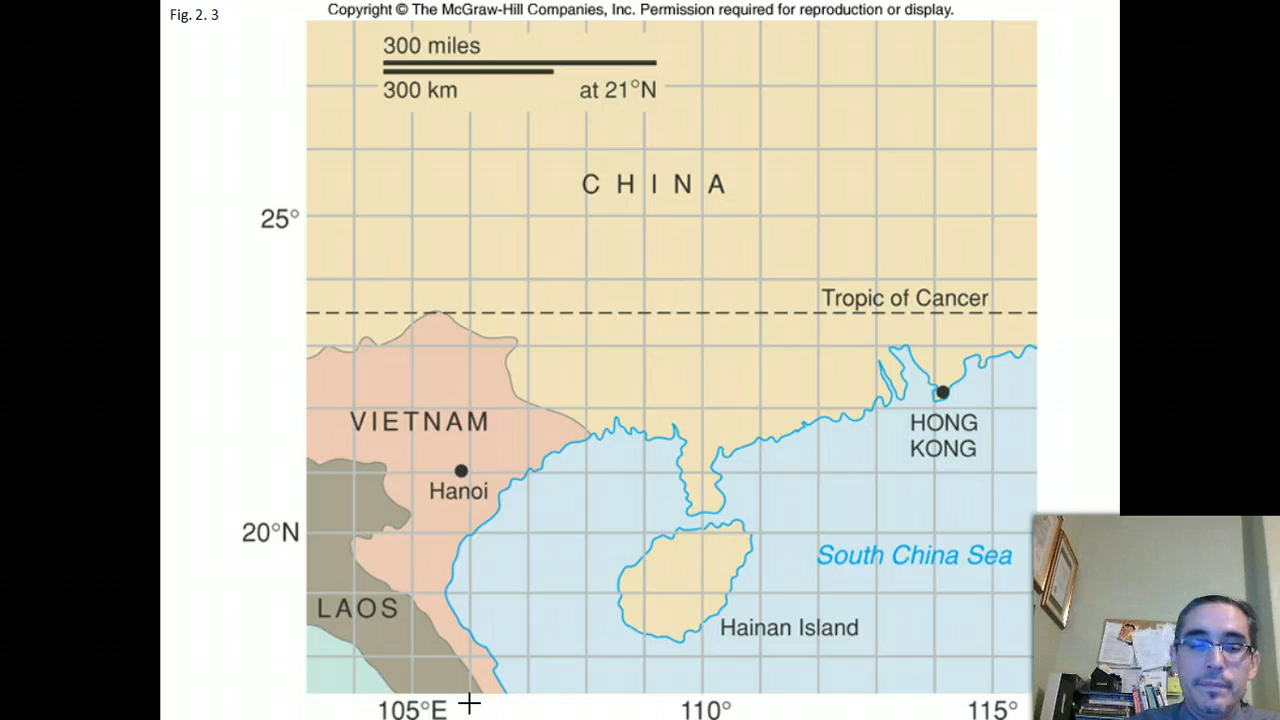 Fig. 2. 3
Copyright © The McGraw-Hill Companies, Inc. Permission required for reproduction or display.
300 miles
300 km at 21°N
CHINA
25°
Tropic of Cancer
VIETNAM
HONG
KONG
Hanoi
20°N
South China Sea
LAOS
Hainan Island
105°E 110° 115°